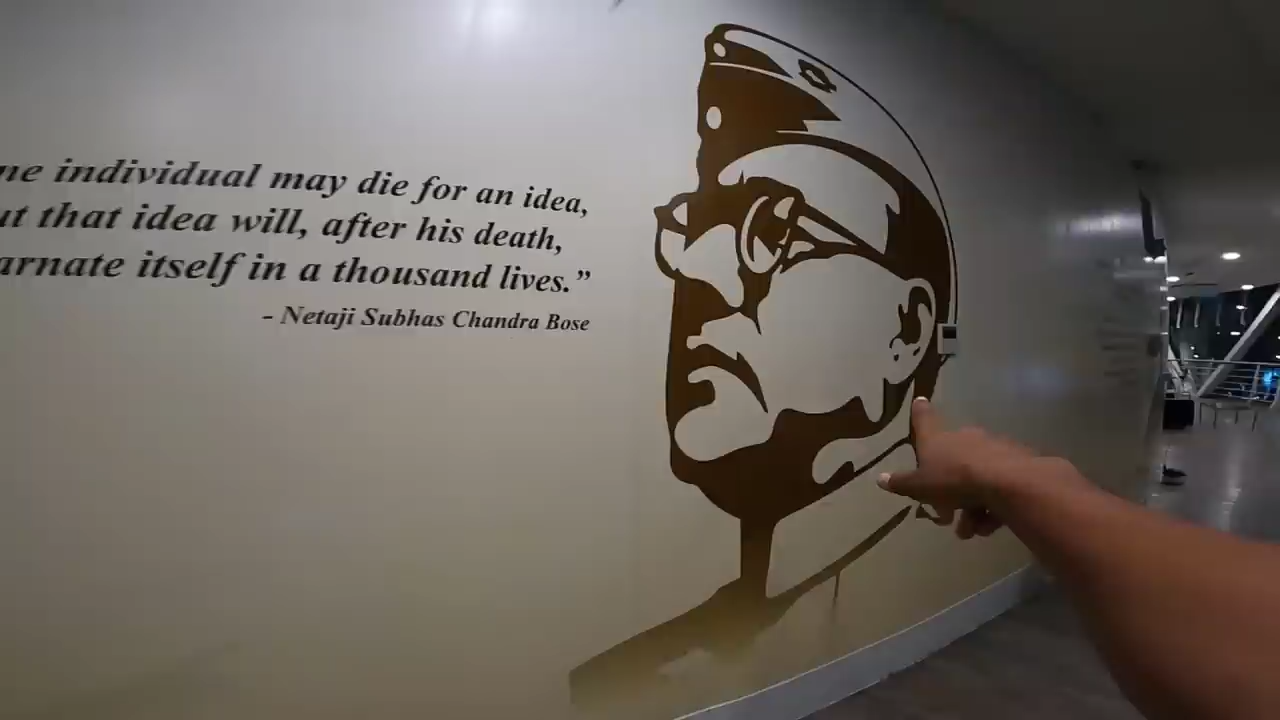 ne individual may die for an idea,
ut that idea will, after his death,
arnate itself in a thousand lives.”
- Netaji Subhas Chandra Bose